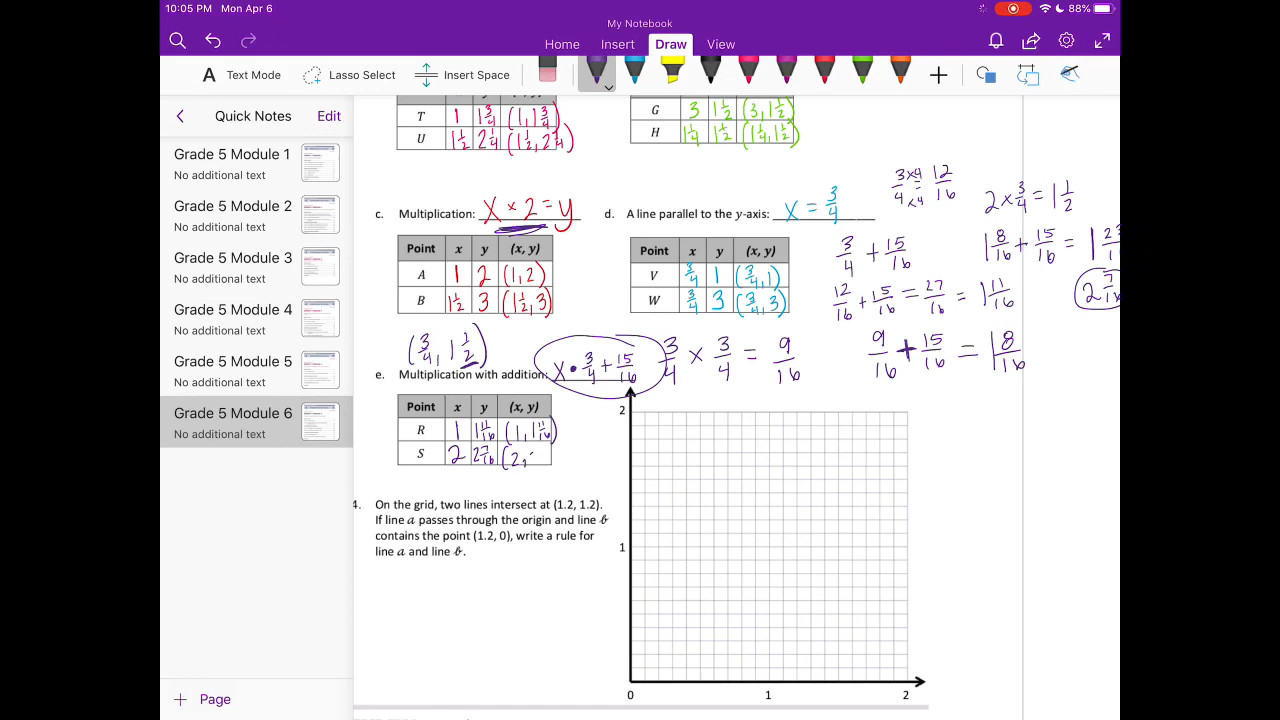 10:05 PM Mon Apr 6
88%
My Notebook
Home Insert Draw View
Text Mode Lasso Select Insert Space
Quick Notes Edit
Grade 5 Module 1
No additional text
Grade 5 Module 2
No additional text
Grade 5 Module 3
No additional text
Grade 5 Module 4
No additional text
Grade 5 Module 5
No additional text
Grade 5 Module 6
No additional text
Page
T 1 1 3/4 (1, 1 3/4)
U 1 1/2 2 1/4 (1 1/2, 2 1/4)
G 3 1 1/2 (3, 1 1/2)
H 1 1/4 1 1/2 (1 1/4, 1 1/2)
c. Multiplication: x × 2 = y
Point x y (x, y)
A 1 2 (1, 2)
B 1 1/2 3 (1 1/2, 3)
d. A line parallel to the y-axis: x = 3/4
Point x y (x, y)
V 3/4 1 (3/4, 1)
W 3/4 3 (3/4, 3)
3/4 ×4 ×4 = 12/16
2 × 3/4 = 1 1/2
3/4 + 15/16
1 8/16 + 15/16 = 1 23
12/16 + 15/16 = 27/16 = 1 11/16
2 7/16
(3/4, 1 1/2)
e. Multiplication with addition: x • 3/4 + 15/16
3/4 × 3/4 = 9/16
9/16 + 15/16 = 1 8/16
Point x y (x, y)
R 1 1 11/16 (1, 1 11/16)
S 2 2 7/16 (2,
4. On the grid, two lines intersect at (1.2, 1.2).
If line a passes through the origin and line b
contains the point (1.2, 0), write a rule for
line a and line b.
2
1
0 1 2